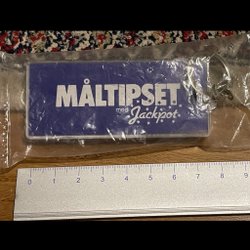 MÅLTIPSET
med
Jackpot
0 1 2 3 4 5 6 7 8 9